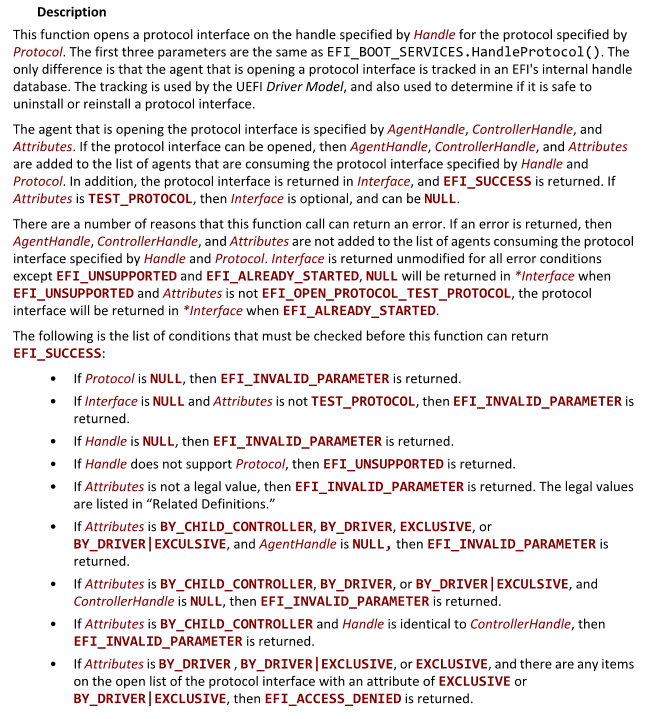 Description
This function opens a protocol interface on the handle specified by Handle for the protocol specified by
Protocol. The first three parameters are the same as EFI_BOOT_SERVICES.HandleProtocol(). The
only difference is that the agent that is opening a protocol interface is tracked in an EFI's internal handle
database. The tracking is used by the UEFI Driver Model, and also used to determine if it is safe to
uninstall or reinstall a protocol interface.
The agent that is opening the protocol interface is specified by AgentHandle, ControllerHandle, and
Attributes. If the protocol interface can be opened, then AgentHandle, ControllerHandle, and Attributes
are added to the list of agents that are consuming the protocol interface specified by Handle and
Protocol. In addition, the protocol interface is returned in Interface, and EFI_SUCCESS is returned. If
Attributes is TEST_PROTOCOL, then Interface is optional, and can be NULL.
There are a number of reasons that this function call can return an error. If an error is returned, then
AgentHandle, ControllerHandle, and Attributes are not added to the list of agents consuming the protocol
interface specified by Handle and Protocol. Interface is returned unmodified for all error conditions
except EFI_UNSUPPORTED and EFI_ALREADY_STARTED, NULL will be returned in *Interface when
EFI_UNSUPPORTED and Attributes is not EFI_OPEN_PROTOCOL_TEST_PROTOCOL, the protocol
interface will be returned in *Interface when EFI_ALREADY_STARTED.
The following is the list of conditions that must be checked before this function can return
EFI_SUCCESS:
• If Protocol is NULL, then EFI_INVALID_PARAMETER is returned.
• If Interface is NULL and Attributes is not TEST_PROTOCOL, then EFI_INVALID_PARAMETER is
returned.
• If Handle is NULL, then EFI_INVALID_PARAMETER is returned.
• If Handle does not support Protocol, then EFI_UNSUPPORTED is returned.
• If Attributes is not a legal value, then EFI_INVALID_PARAMETER is returned. The legal values
are listed in “Related Definitions.”
• If Attributes is BY_CHILD_CONTROLLER, BY_DRIVER, EXCLUSIVE, or
BY_DRIVER|EXCULSIVE, and AgentHandle is NULL, then EFI_INVALID_PARAMETER is
returned.
• If Attributes is BY_CHILD_CONTROLLER, BY_DRIVER, or BY_DRIVER|EXCULSIVE, and
ControllerHandle is NULL, then EFI_INVALID_PARAMETER is returned.
• If Attributes is BY_CHILD_CONTROLLER and Handle is identical to ControllerHandle, then
EFI_INVALID_PARAMETER is returned.
• If Attributes is BY_DRIVER , BY_DRIVER|EXCLUSIVE, or EXCLUSIVE, and there are any items
on the open list of the protocol interface with an attribute of EXCLUSIVE or
BY_DRIVER|EXCLUSIVE, then EFI_ACCESS_DENIED is returned.